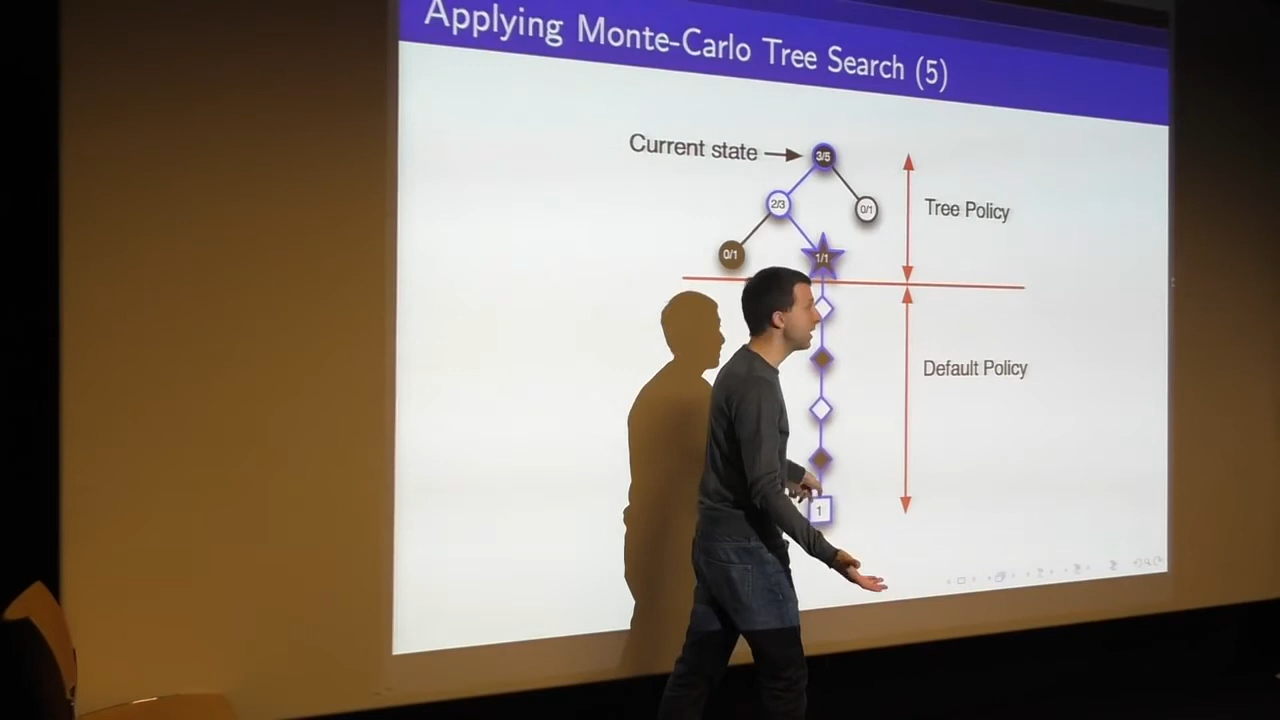 Applying Monte-Carlo Tree Search (5)
Current state
3/5
2/3
0/1
Tree Policy
0/1
1/1
Default Policy
1